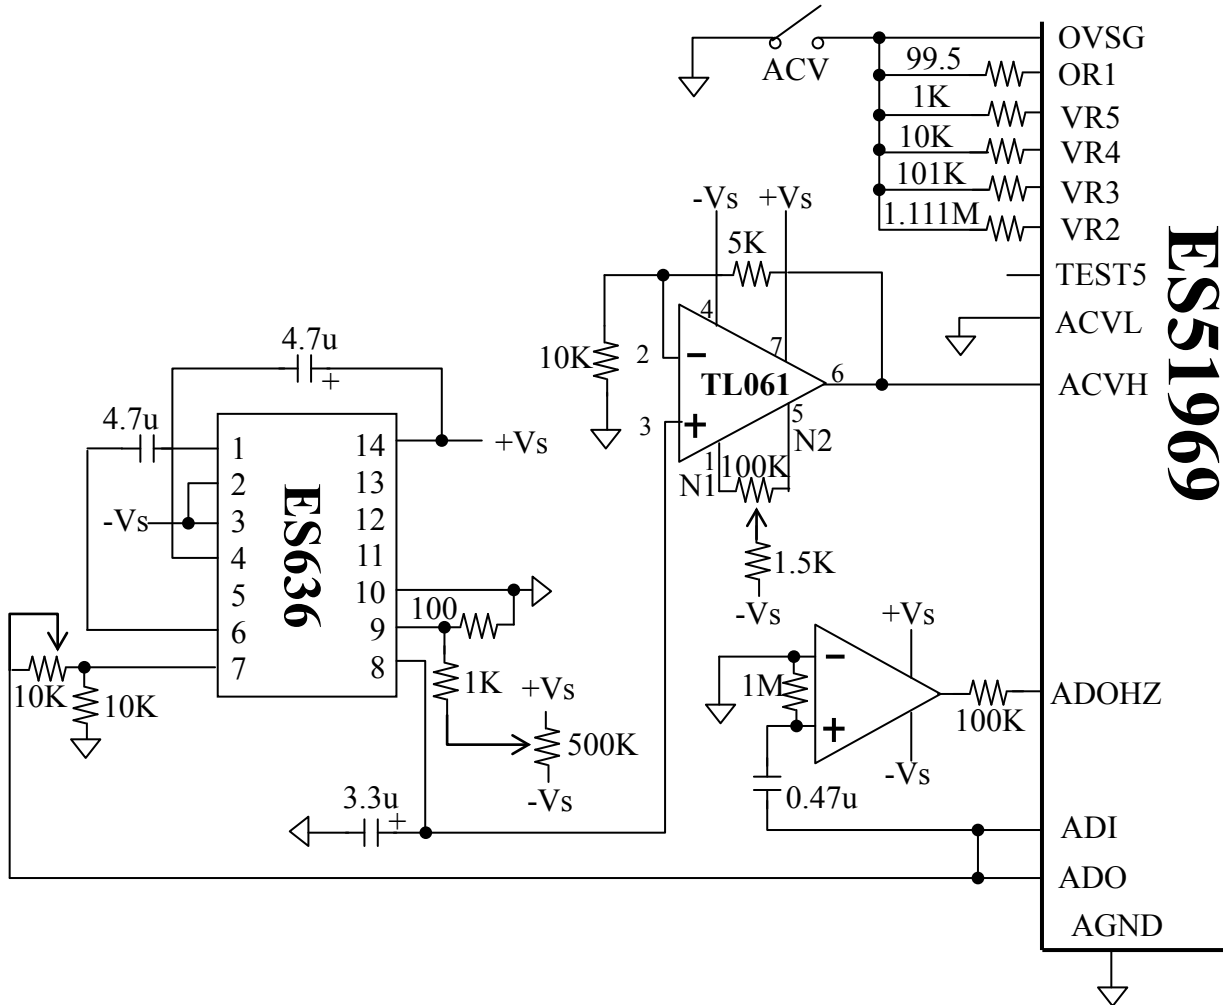 OVSG
99.5
OR1
ACV
1K
VR5
10K
VR4
101K
VR3
-Vs +Vs
1.111M
VR2
5K
TEST5
ES51969
4
ACVL
4.7u
+
10K
2
7
-
TL061
6
ACVH
4.7u
3
+
5
1
14
+Vs
N1
1
100K
N2
2
13
-Vs
3
12
ES636
4
11
1.5K
5
10
-Vs
100
+Vs
6
9
7
8
1K
+Vs
-
1M
10K
10K
500K
+
100K
ADOHZ
-Vs
-Vs
3.3u
+
0.47u
ADI
ADO
AGND